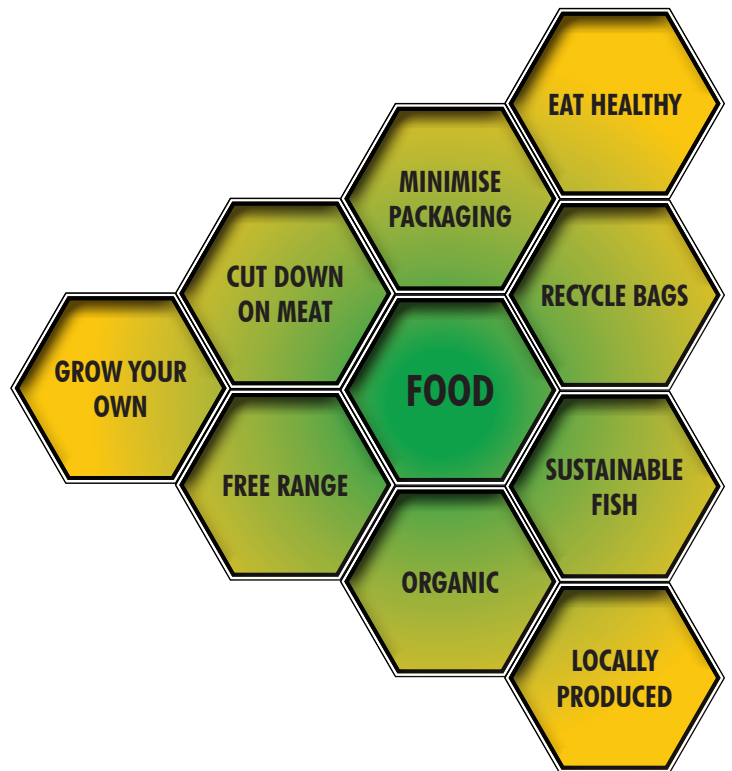 EAT HEALTHY
MINIMISE
PACKAGING
CUT DOWN
ON MEAT
RECYCLE BAGS
GROW YOUR
OWN
FOOD
FREE RANGE
SUSTAINABLE
FISH
ORGANIC
LOCALLY
PRODUCED